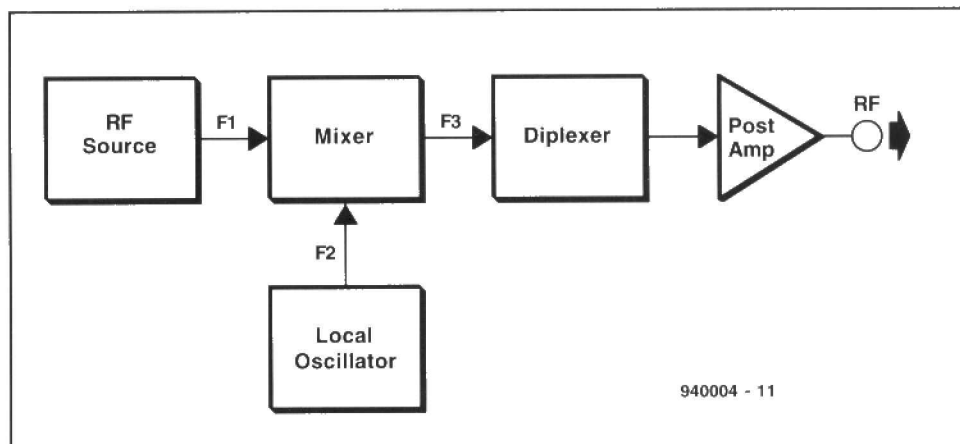 RF
Source
F1
Mixer
F3
Diplexer
Post
Amp
RF
F2
Local
Oscillator
940004 - 11